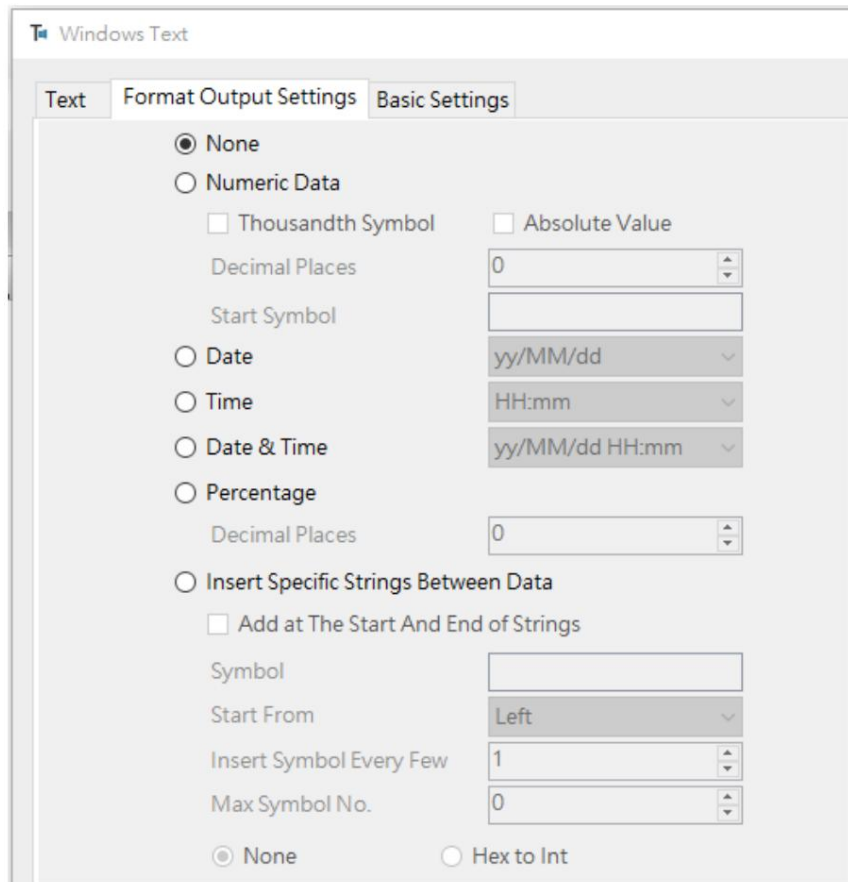 Windows Text
Text Format Output Settings Basic Settings
None
Numeric Data
Thousandth Symbol Absolute Value
Decimal Places 0
Start Symbol
Date yy/MM/dd
Time HH:mm
Date & Time yy/MM/dd HH:mm
Percentage
Decimal Places 0
Insert Specific Strings Between Data
Add at The Start And End of Strings
Symbol
Start From Left
Insert Symbol Every Few 1
Max Symbol No. 0
None Hex to Int